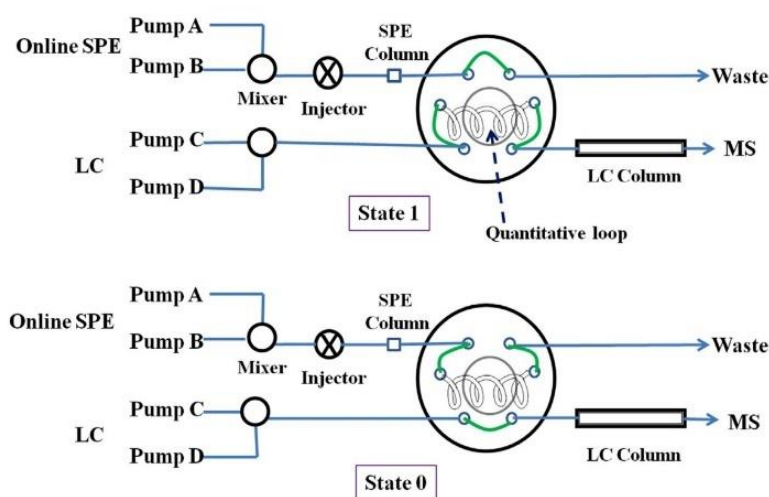 Pump A
Online SPE
Pump B
Mixer
Injector
SPE
Column
Waste
Pump C
LC
Pump D
MS
LC Column
State 1
Quantitative loop
Pump A
Online SPE
Pump B
Mixer
Injector
SPE
Column
Waste
Pump C
LC
Pump D
MS
LC Column
State 0